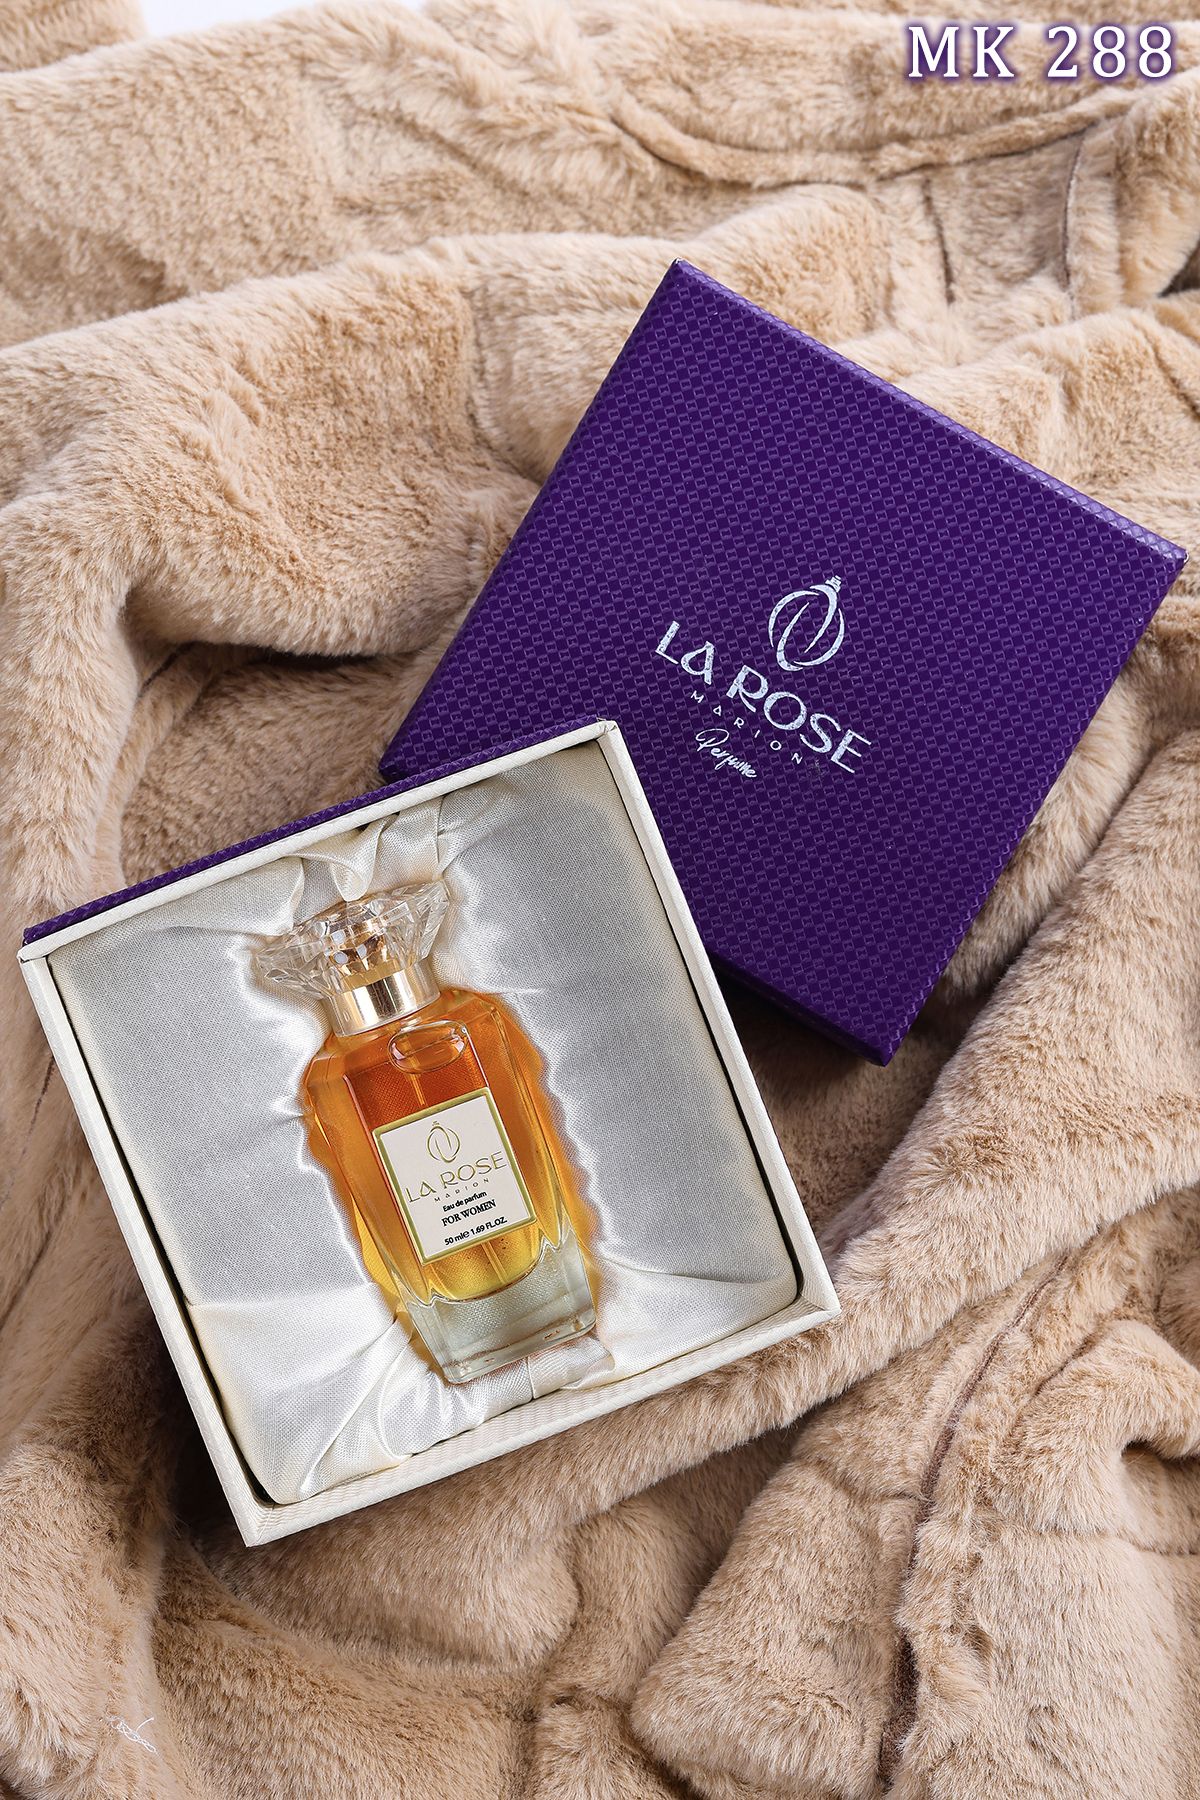 MK 288
LA ROSE
MARION
Perfume
LA ROSE
MARION
Eau de parfum
FOR WOMEN
50 ml℮ 1.69 FL.OZ